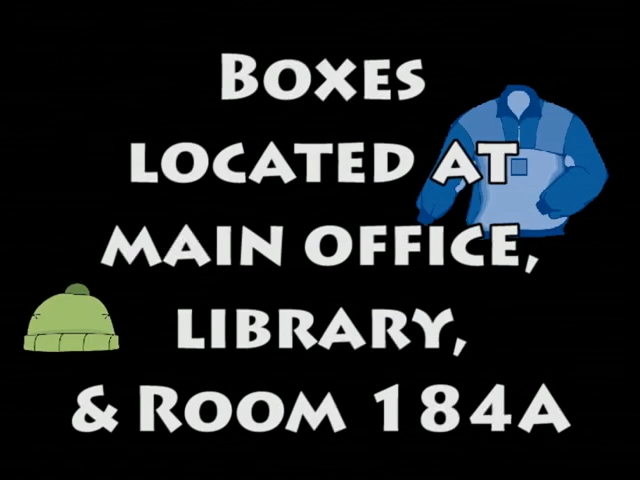 Boxes
located at
main office,
library,
& Room 184A